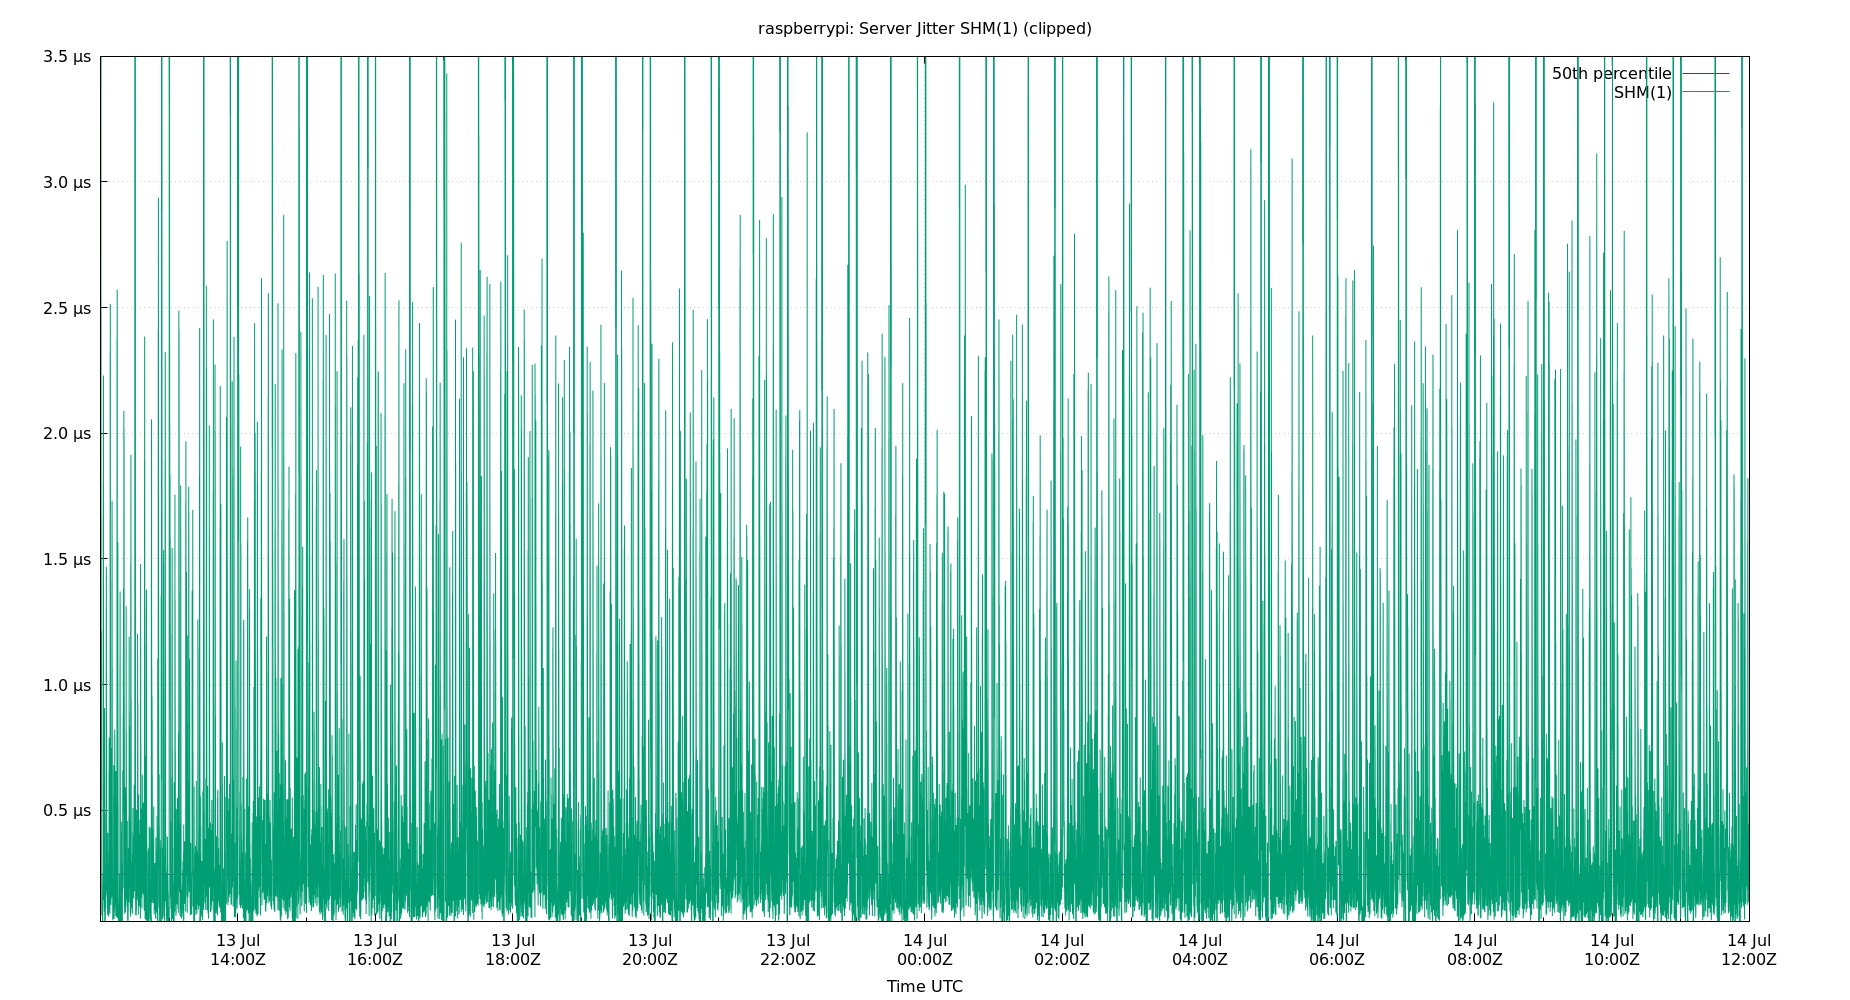 raspberrypi: Server Jitter SHM(1) (clipped)
3.5 µs
3.0 µs
2.5 µs
2.0 µs
1.5 µs
1.0 µs
0.5 µs
50th percentile
SHM(1)
13 Jul 13 Jul 13 Jul 13 Jul 13 Jul 14 Jul 14 Jul 14 Jul 14 Jul 14 Jul 14 Jul 14 Jul
14:00Z 16:00Z 18:00Z 20:00Z 22:00Z 00:00Z 02:00Z 04:00Z 06:00Z 08:00Z 10:00Z 12:00Z
Time UTC